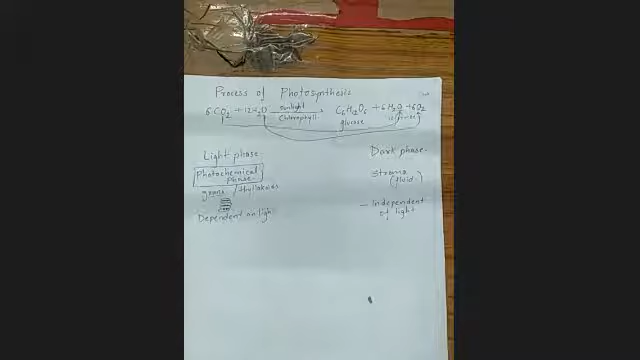 Process of Photosynthesis
6CO2 + 12H2O sunlight Chlorophyll C6H12O6 + 6H2O + 6O2
glucose
Light phase
Dark phase-
Photochemical phase-
stroma (fluid)
grana / thyllakoids
Dependent on light
- independent of light